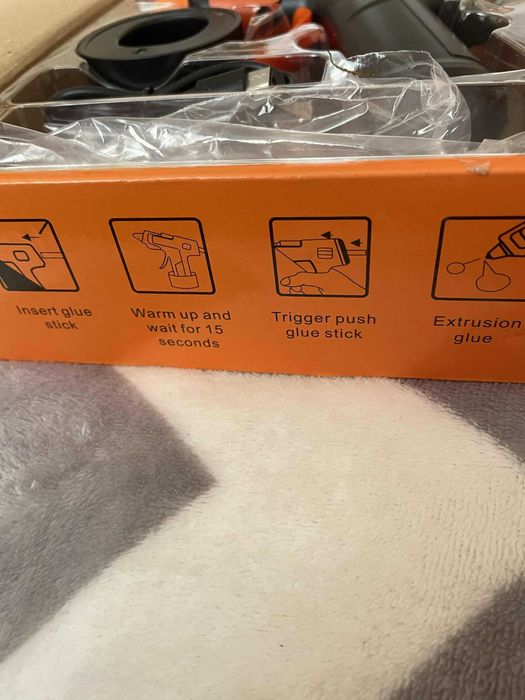 Insert glue
stick
Warm up and
wait for 15
seconds
Trigger push
glue stick
Extrusion
glue